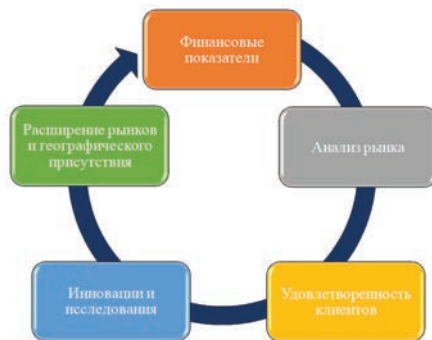 Финансовые
показатели
Анализ рынка
Удовлетворенность
клиентов
Инновации и
исследования
Расширение рынков
и географического
присутствия